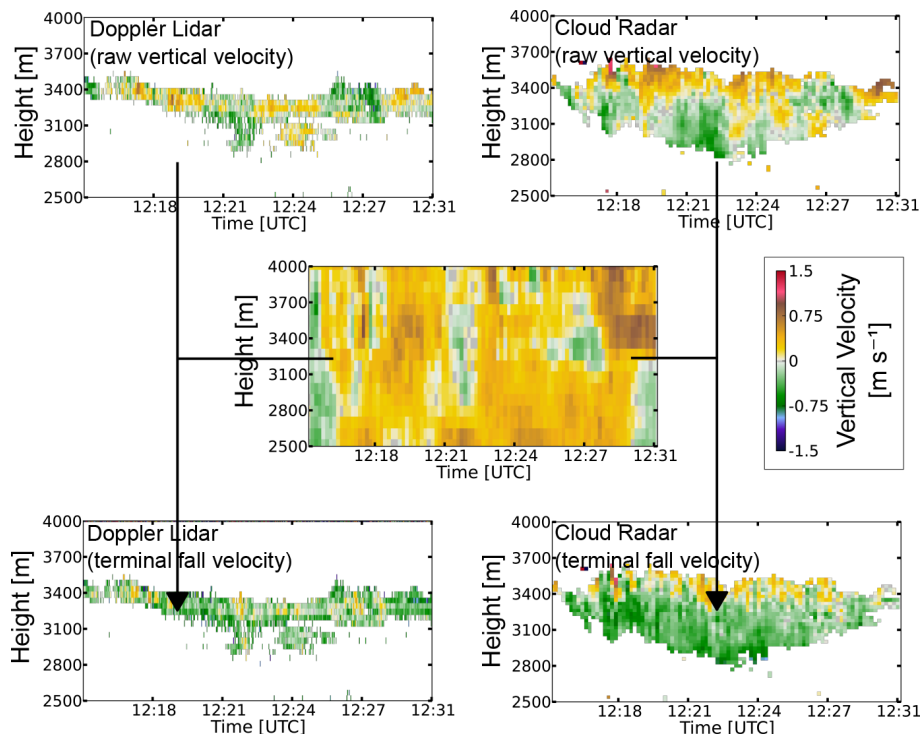 Doppler Lidar
(raw vertical velocity)
Height [m]
4000
3700
3400
3100
2800
2500
12:18 12:21 12:24 12:27 12:31
Time [UTC]
Cloud Radar
(raw vertical velocity)
Height [m]
4000
3700
3400
3100
2800
2500
12:18 12:21 12:24 12:27 12:31
Time [UTC]
Height [m]
4000
3700
3400
3100
2800
2500
12:18 12:21 12:24 12:27 12:31
Time [UTC]
1.5
0.75
0
-0.75
-1.5
Vertical Velocity
[m s⁻¹]
Doppler Lidar
(terminal fall velocity)
Height [m]
4000
3700
3400
3100
2800
2500
12:18 12:21 12:24 12:27 12:31
Time [UTC]
Cloud Radar
(terminal fall velocity)
Height [m]
4000
3700
3400
3100
2800
2500
12:18 12:21 12:24 12:27 12:31
Time [UTC]